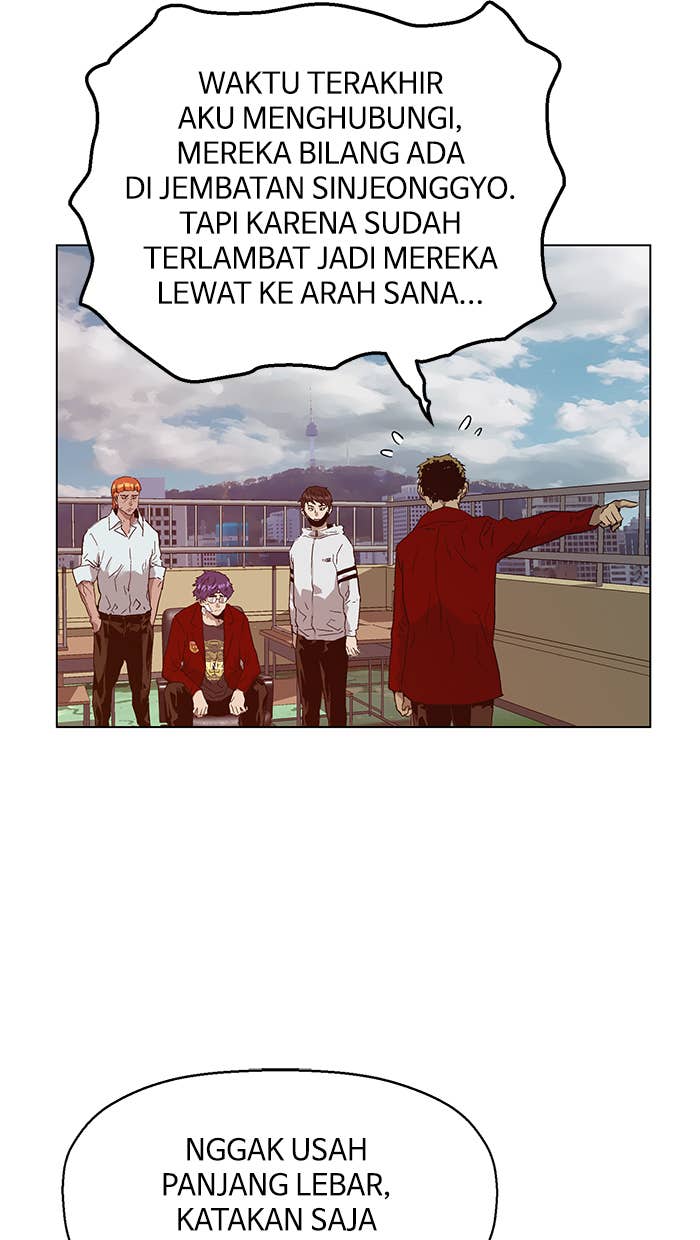 WAKTU TERAKHIR
AKU MENGHUBUNGI,
MEREKA BILANG ADA
DI JEMBATAN SINJEONGGYO.
TAPI KARENA SUDAH
TERLAMBAT JADI MEREKA
LEWAT KE ARAH SANA...
NGGAK USAH
PANJANG LEBAR,
KATAKAN SAJA